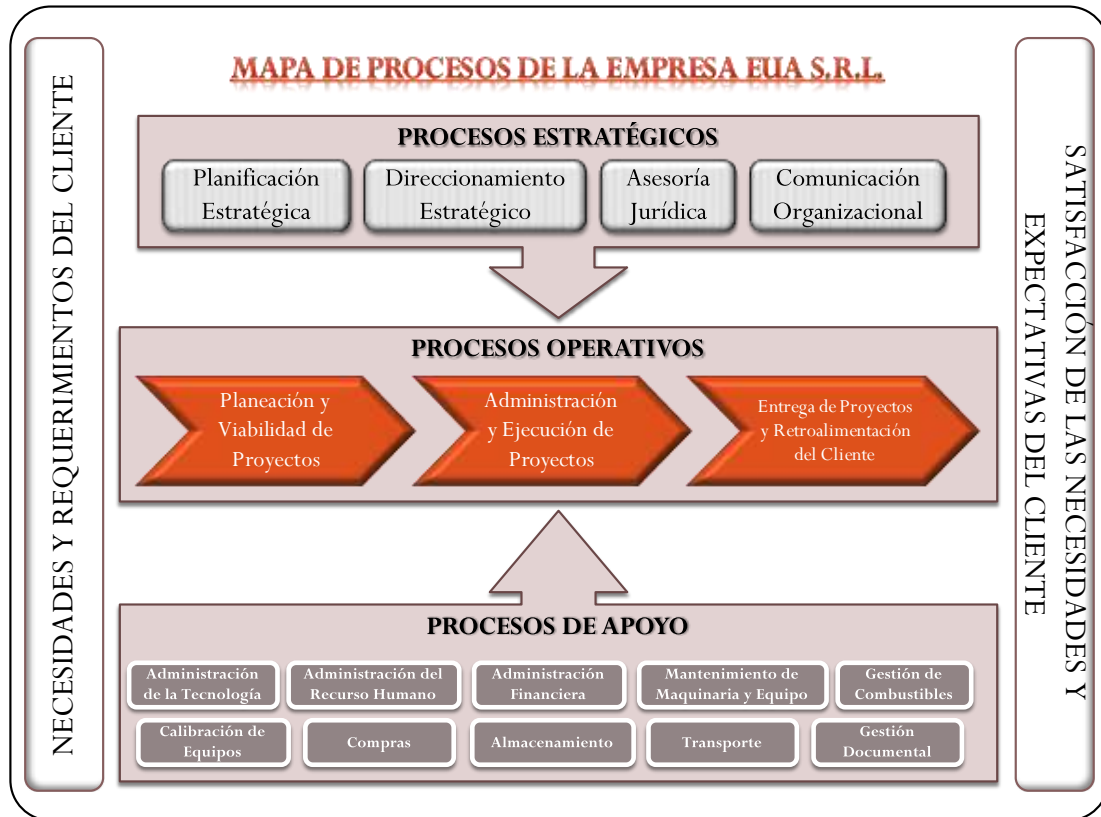 NECESIDADES Y REQUERIMIENTOS DEL CLIENTE
MAPA DE PROCESOS DE LA EMPRESA EUA S.R.L.
PROCESOS ESTRATÉGICOS
Planificación
Estratégica
Direccionamiento
Estratégico
Asesoría
Jurídica
Comunicación
Organizacional
PROCESOS OPERATIVOS
Planeación y
Viabilidad de
Proyectos
Administración
y Ejecución de
Proyectos
Entrega de Proyectos
y Retroalimentación
del Cliente
PROCESOS DE APOYO
Administración
de la Tecnología
Administración del
Recurso Humano
Administración
Financiera
Mantenimiento de
Maquinaria y Equipo
Gestión de
Combustibles
Calibración de
Equipos
Compras
Almacenamiento
Transporte
Gestión
Documental
SATISFACCIÓN DE LAS NECESIDADES Y
EXPECTATIVAS DEL CLIENTE